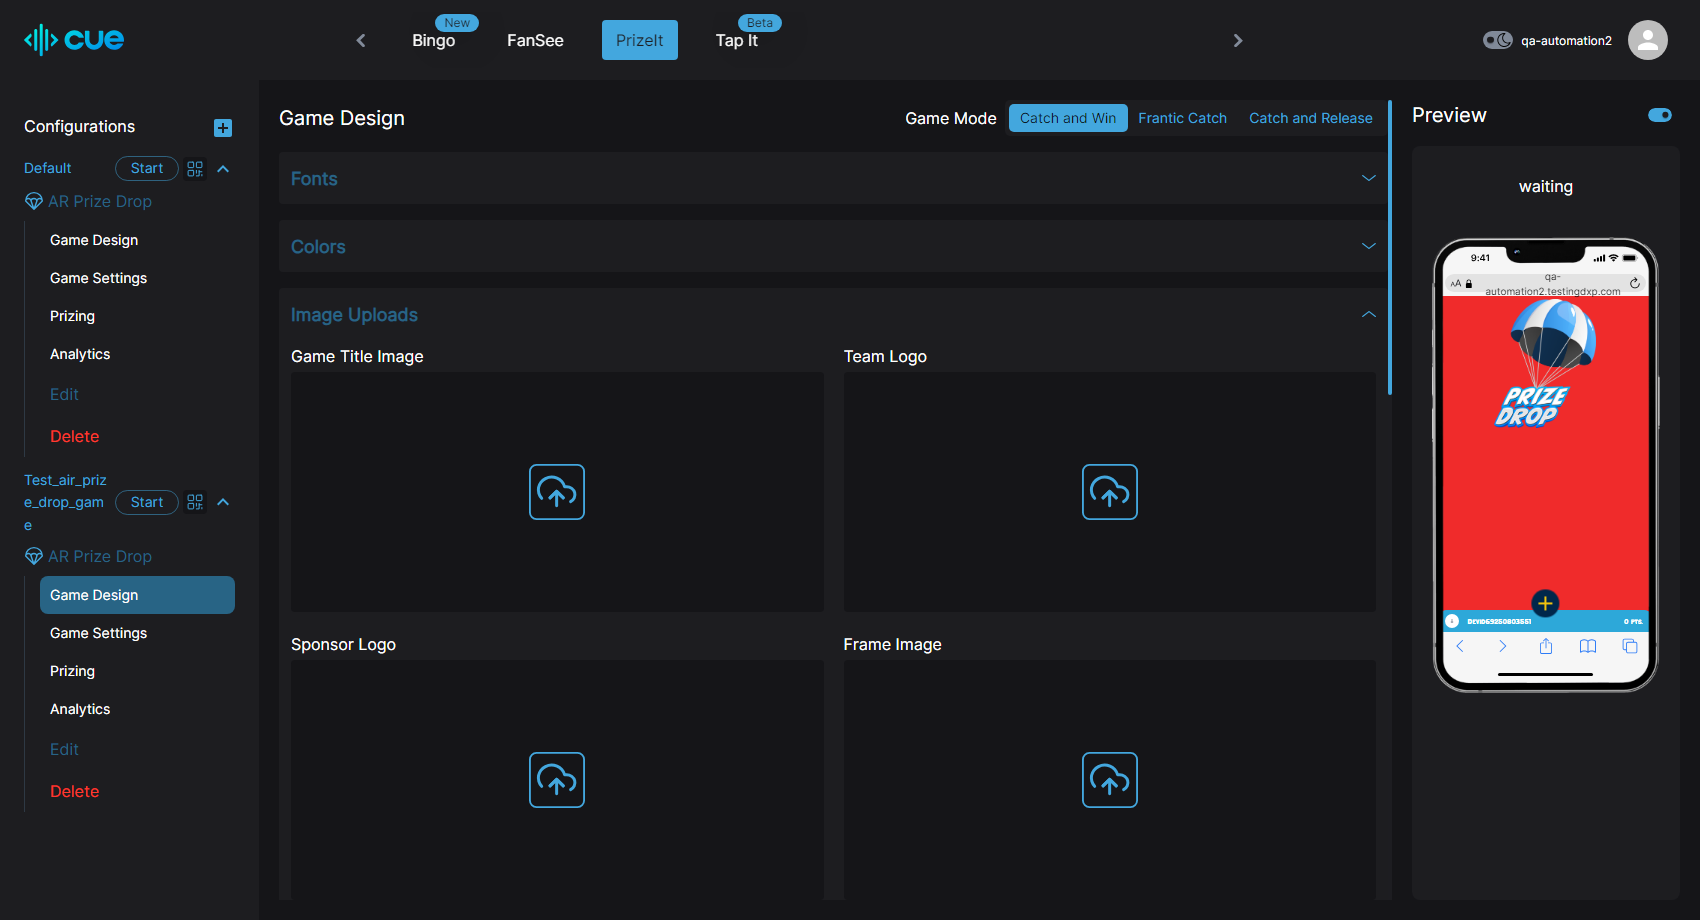 cue
New
Bingo
FanSee
PrizeIt
Beta
Tap It
qa-automation2
Configurations
Default
Start
AR Prize Drop
Game Design
Game Settings
Prizing
Analytics
Edit
Delete
Test_air_priz
e_drop_gam
e
Start
AR Prize Drop
Game Design
Game Settings
Prizing
Analytics
Edit
Delete
Game Design
Game Mode
Catch and Win
Frantic Catch
Catch and Release
Fonts
Colors
Image Uploads
Game Title Image
Team Logo
Sponsor Logo
Frame Image
Preview
waiting
9:41
AA
qa-
automation2.testingdxp.com
PRIZE
DROP
0 PTS.